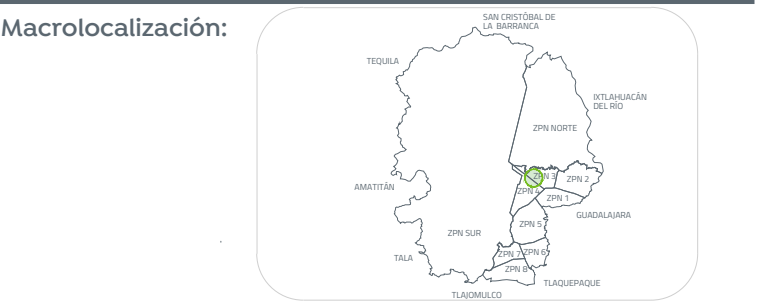 Macrolocalización:
SAN CRISTÓBAL DE
LA BARRANCA
TEQUILA
IXTLAHUACÁN
DEL RÍO
ZPN NORTE
ZPN 3
ZPN 2
AMATITÁN
ZPN 4
ZPN 1
GUADALAJARA
ZPN 5
ZPN SUR
TALA
ZPN 7
ZPN 6
ZPN 8
TLAQUEPAQUE
TLAJOMULCO